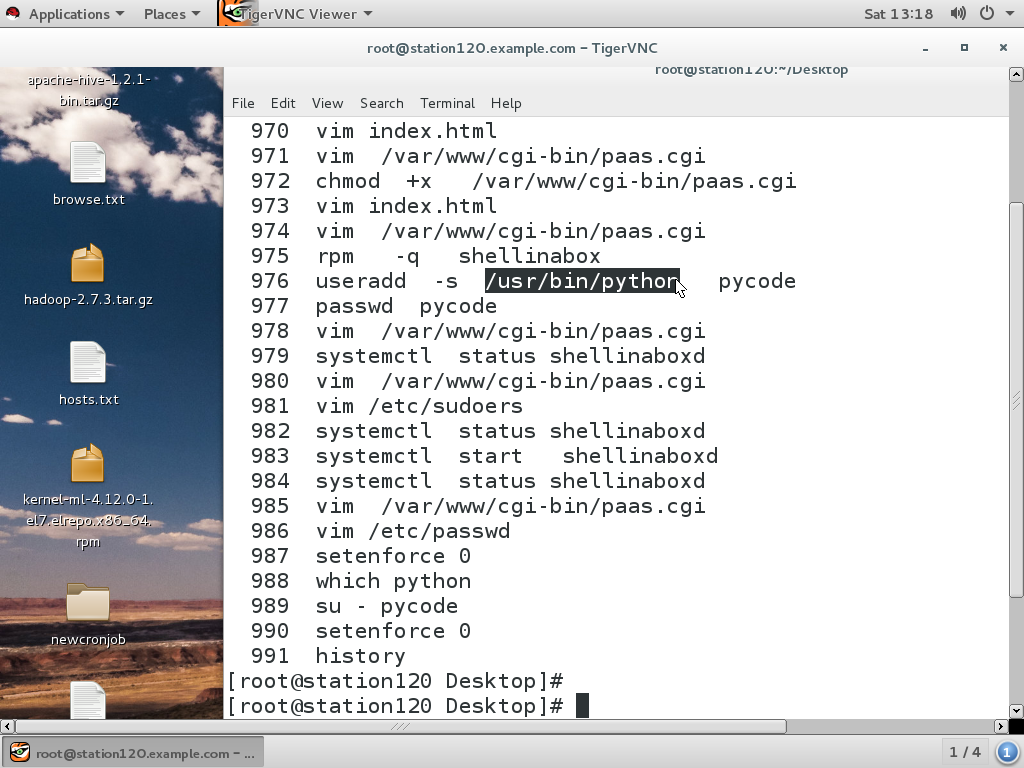 Applications Places TigerVNC Viewer Sat 13:18
root@station120.example.com – TigerVNC
root@station120:~/Desktop
File Edit View Search Terminal Help
apache-hive-1.2.1-
bin.tar.gz
browse.txt
hadoop-2.7.3.tar.gz
hosts.txt
kernel-ml-4.12.0-1.
el7.elrepo.x86_64.
rpm
newcronjob
970 vim index.html
971 vim /var/www/cgi-bin/paas.cgi
972 chmod +x /var/www/cgi-bin/paas.cgi
973 vim index.html
974 vim /var/www/cgi-bin/paas.cgi
975 rpm -q shellinabox
976 useradd -s /usr/bin/python pycode
977 passwd pycode
978 vim /var/www/cgi-bin/paas.cgi
979 systemctl status shellinaboxd
980 vim /var/www/cgi-bin/paas.cgi
981 vim /etc/sudoers
982 systemctl status shellinaboxd
983 systemctl start shellinaboxd
984 systemctl status shellinaboxd
985 vim /var/www/cgi-bin/paas.cgi
986 vim /etc/passwd
987 setenforce 0
988 which python
989 su - pycode
990 setenforce 0
991 history
[root@station120 Desktop]#
[root@station120 Desktop]#
root@station120.example.com – ...
1 / 4 1